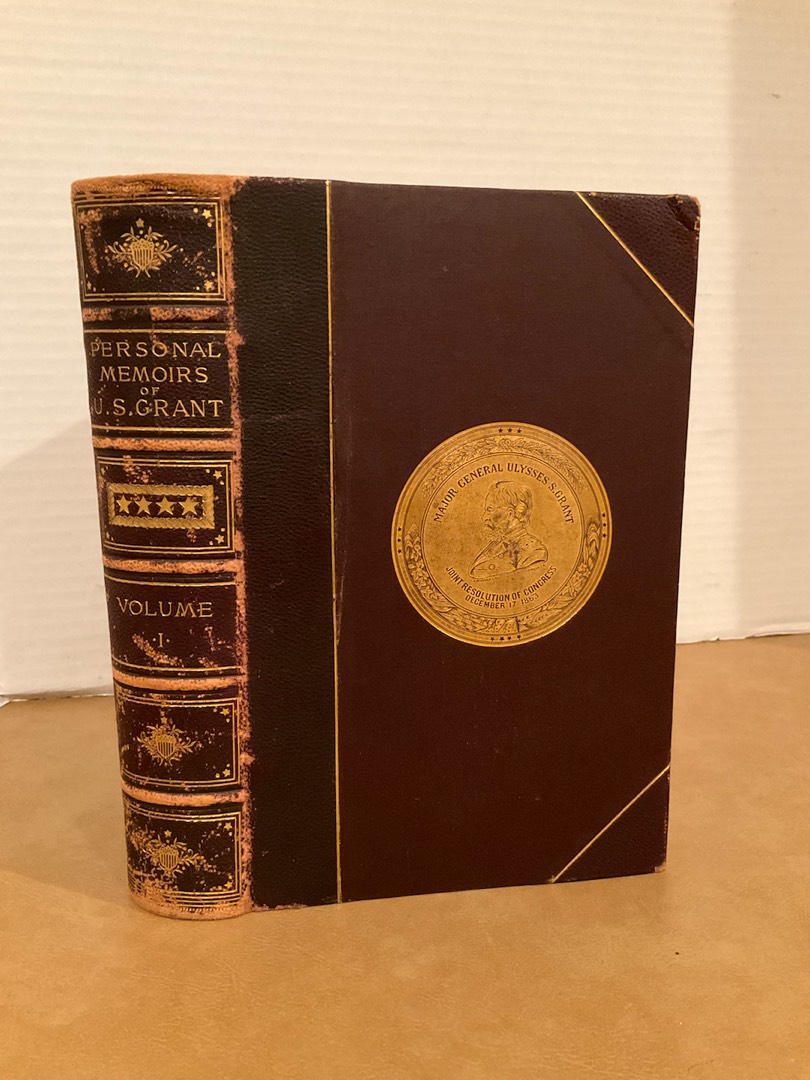 PERSONAL
MEMOIRS
OF
U.S. GRANT
VOLUME
·I·
MAJOR GENERAL ULYSSES S. GRANT
JOINT RESOLUTION OF CONGRESS
DECEMBER 17 1863